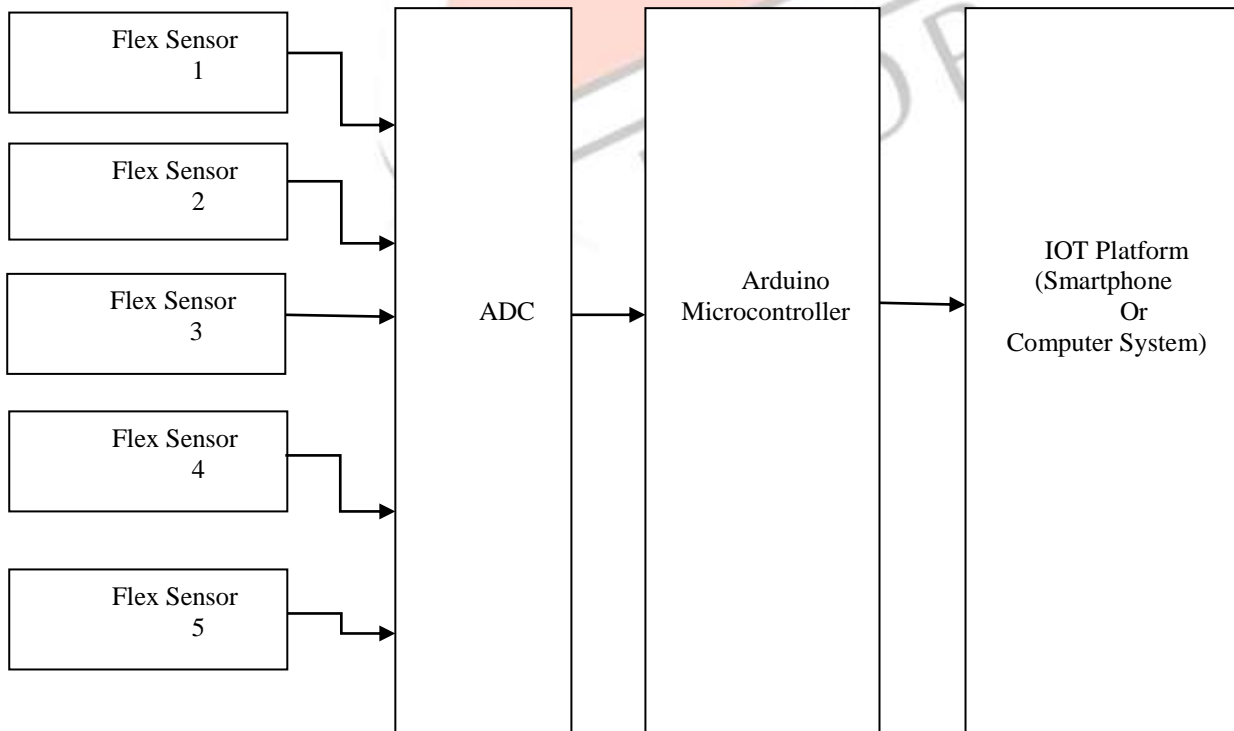 Flex Sensor
1
Flex Sensor
2
Flex Sensor
3
Flex Sensor
4
Flex Sensor
5
ADC
Arduino
Microcontroller
IOT Platform
(Smartphone
Or
Computer System)